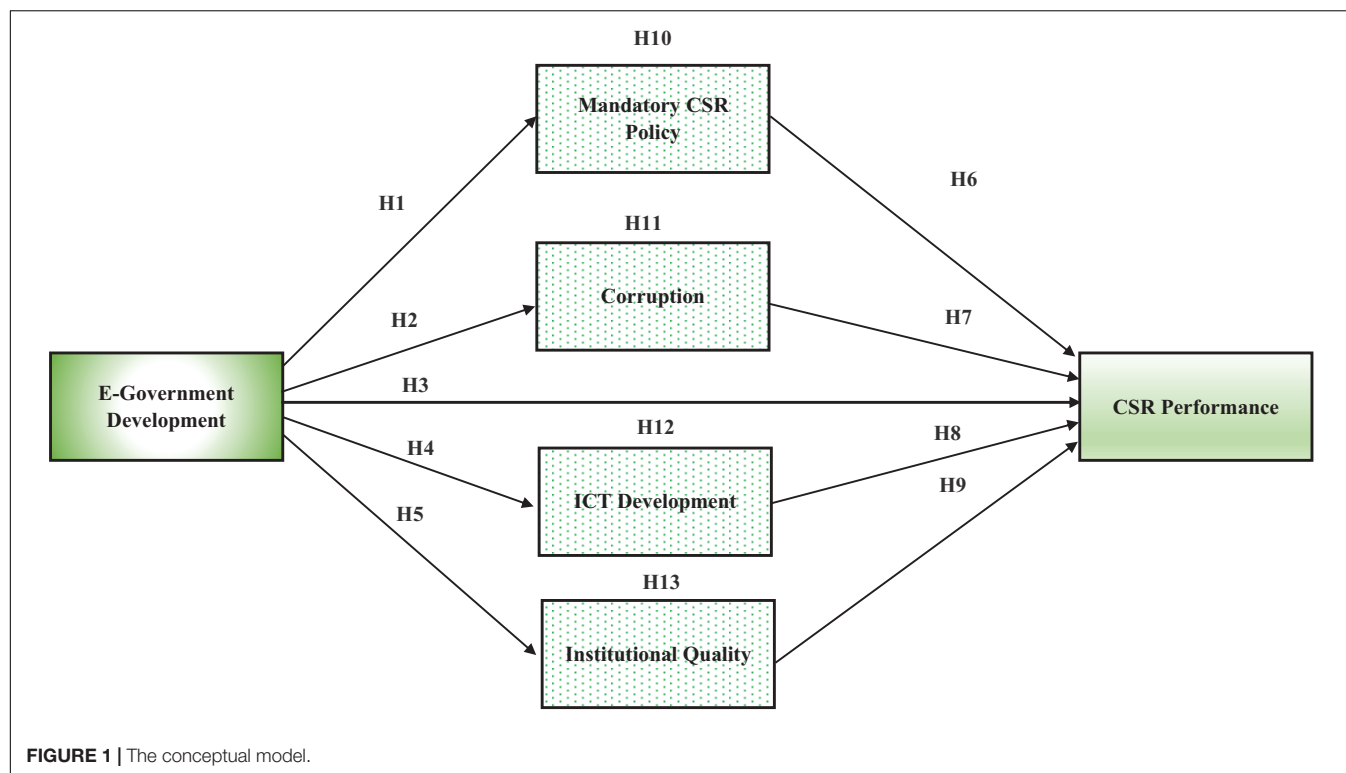 H10
Mandatory CSR
Policy
H1
H6
H11
Corruption
H2
H7
E-Government
Development
H3
CSR Performance
H12
H4
H8
ICT Development
H5
H9
H13
Institutional Quality
FIGURE 1 | The conceptual model.